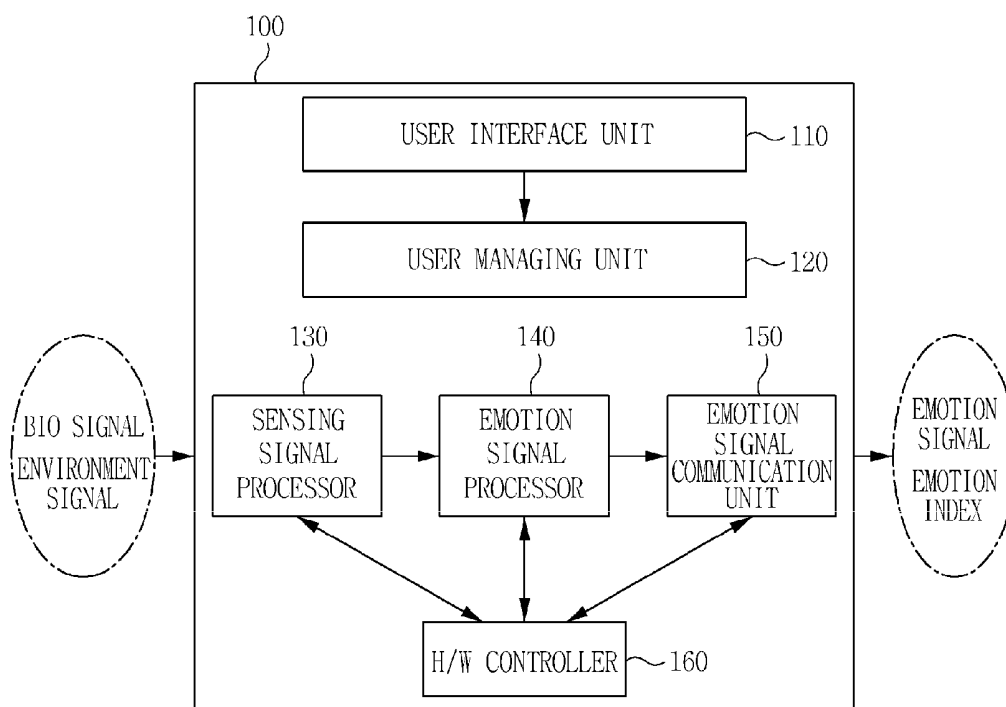 100
USER INTERFACE UNIT
110
USER MANAGING UNIT
120
130
140
150
BIO SIGNAL
ENVIRONMENT
SIGNAL
SENSING
SIGNAL
PROCESSOR
EMOTION
SIGNAL
PROCESSOR
EMOTION
SIGNAL
COMMUNICATION
UNIT
EMOTION
SIGNAL
EMOTION
INDEX
H/W CONTROLLER
160